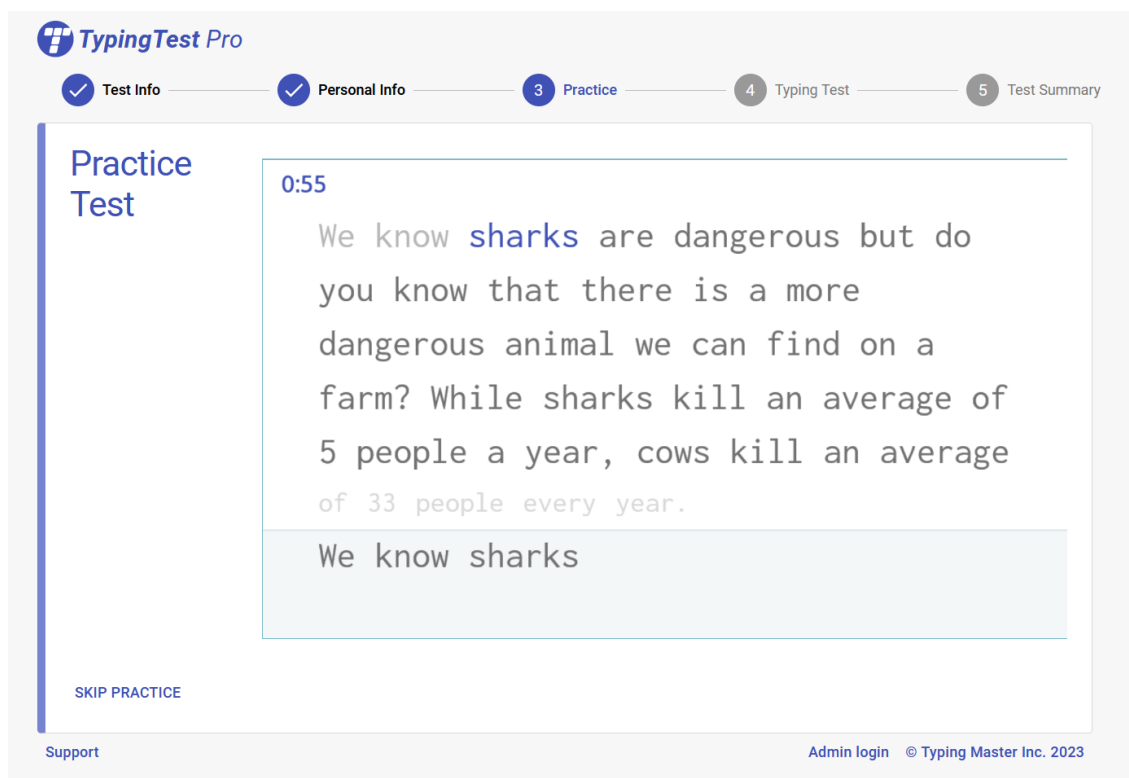 TypingTest Pro
Test Info
Personal Info
3 Practice
4 Typing Test
5 Test Summary
Practice
Test
0:55
We know sharks are dangerous but do
you know that there is a more
dangerous animal we can find on a
farm? While sharks kill an average of
5 people a year, cows kill an average
of 33 people every year.
We know sharks
SKIP PRACTICE
Support
Admin login © Typing Master Inc. 2023